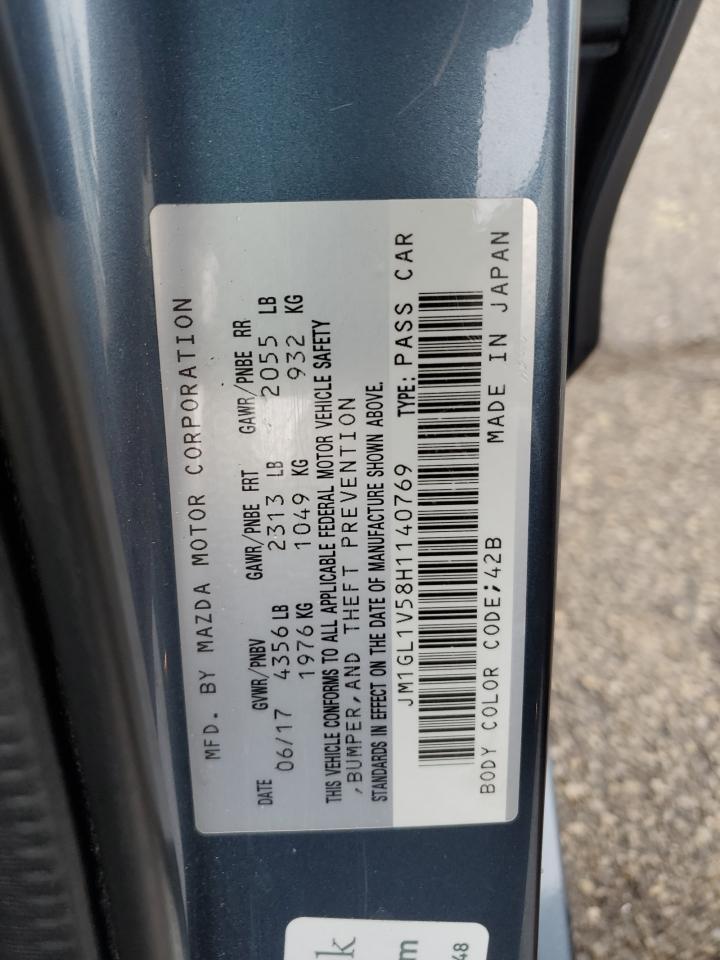 MFD. BY MAZDA MOTOR CORPORATION
DATE GVWR/PNBV GAWR/PNBE FRT GAWR/PNBE RR
06/17 4356 LB 2313 LB 2055 LB
1976 KG 1049 KG 932 KG
THIS VEHICLE CONFORMS TO ALL APPLICABLE FEDERAL MOTOR VEHICLE SAFETY
,BUMPER,AND THEFT PREVENTION
STANDARDS IN EFFECT ON THE DATE OF MANUFACTURE SHOWN ABOVE.
JM1GL1V58H1140769 TYPE: PASS CAR
BODY COLOR CODE;42B MADE IN JAPAN
k
m
48